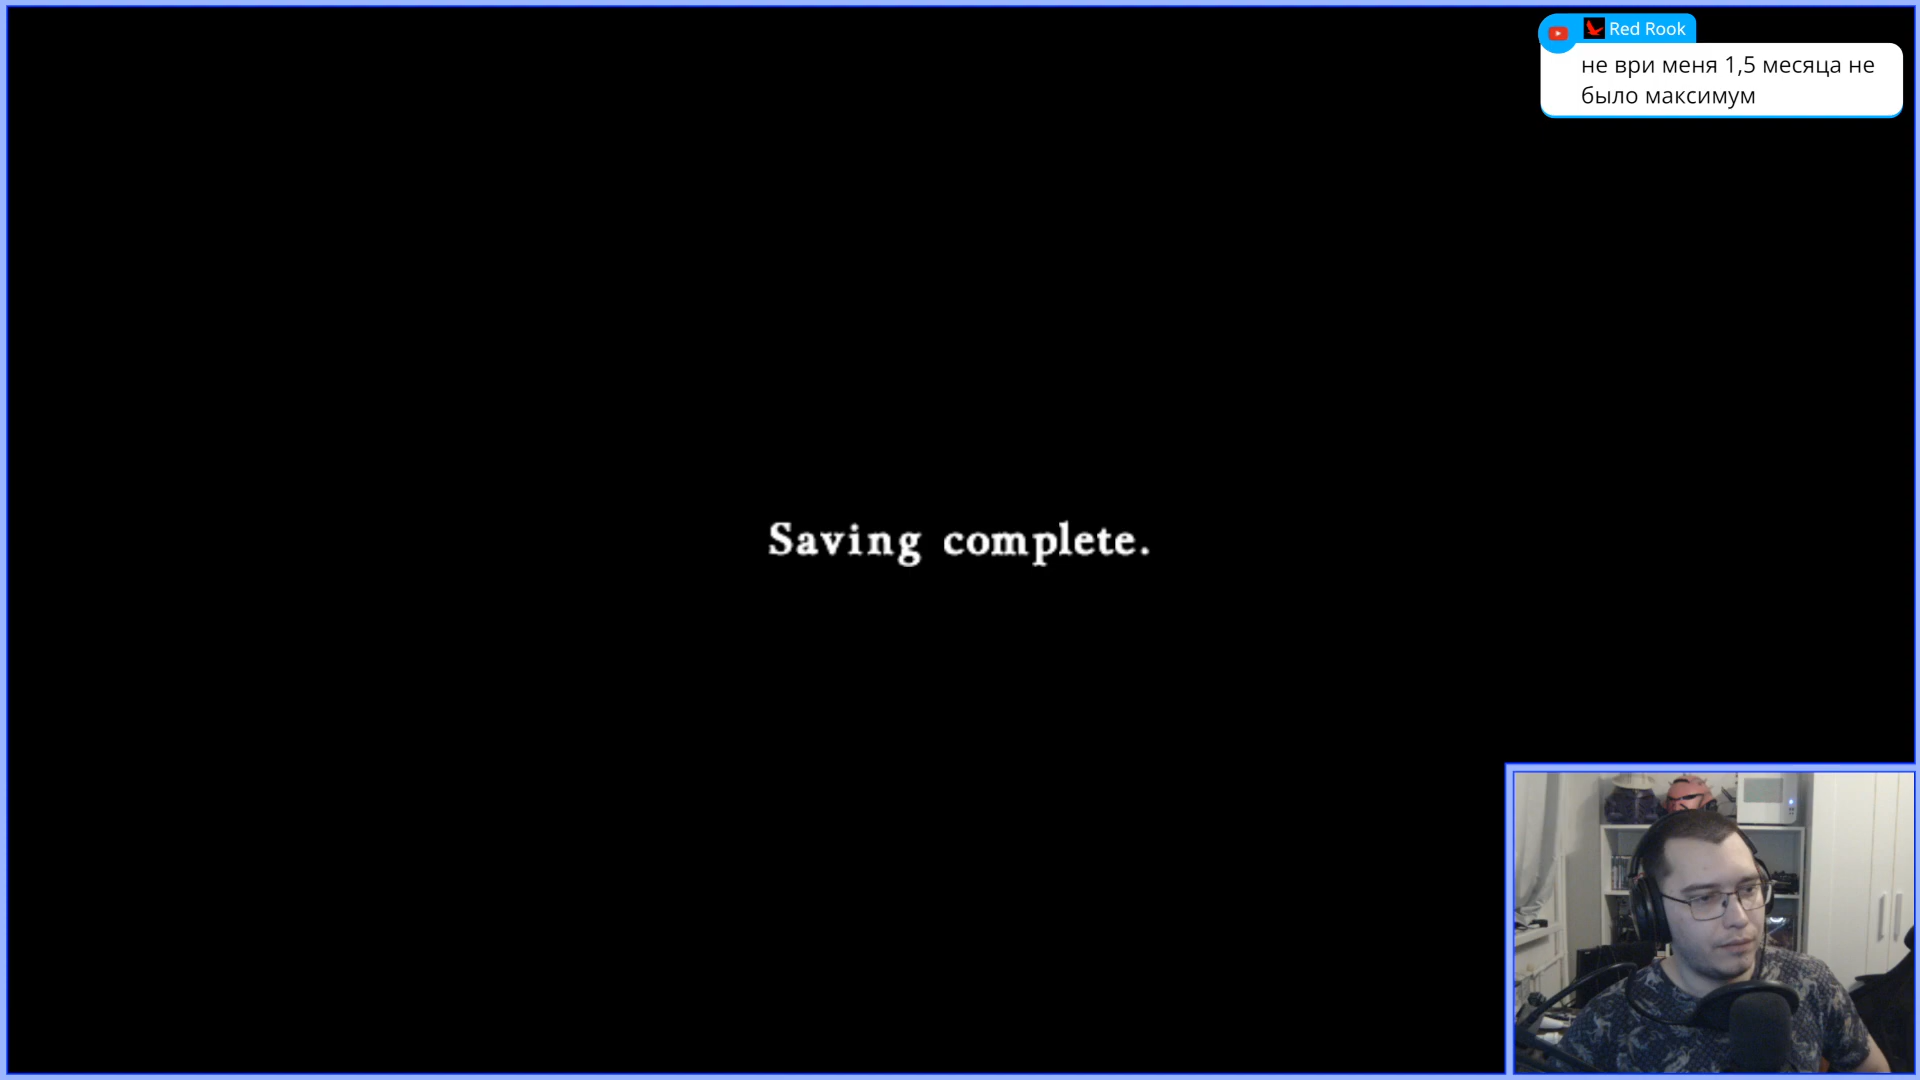 Red Rook
не ври меня 1,5 месяца не
было максимум
Saving complete.